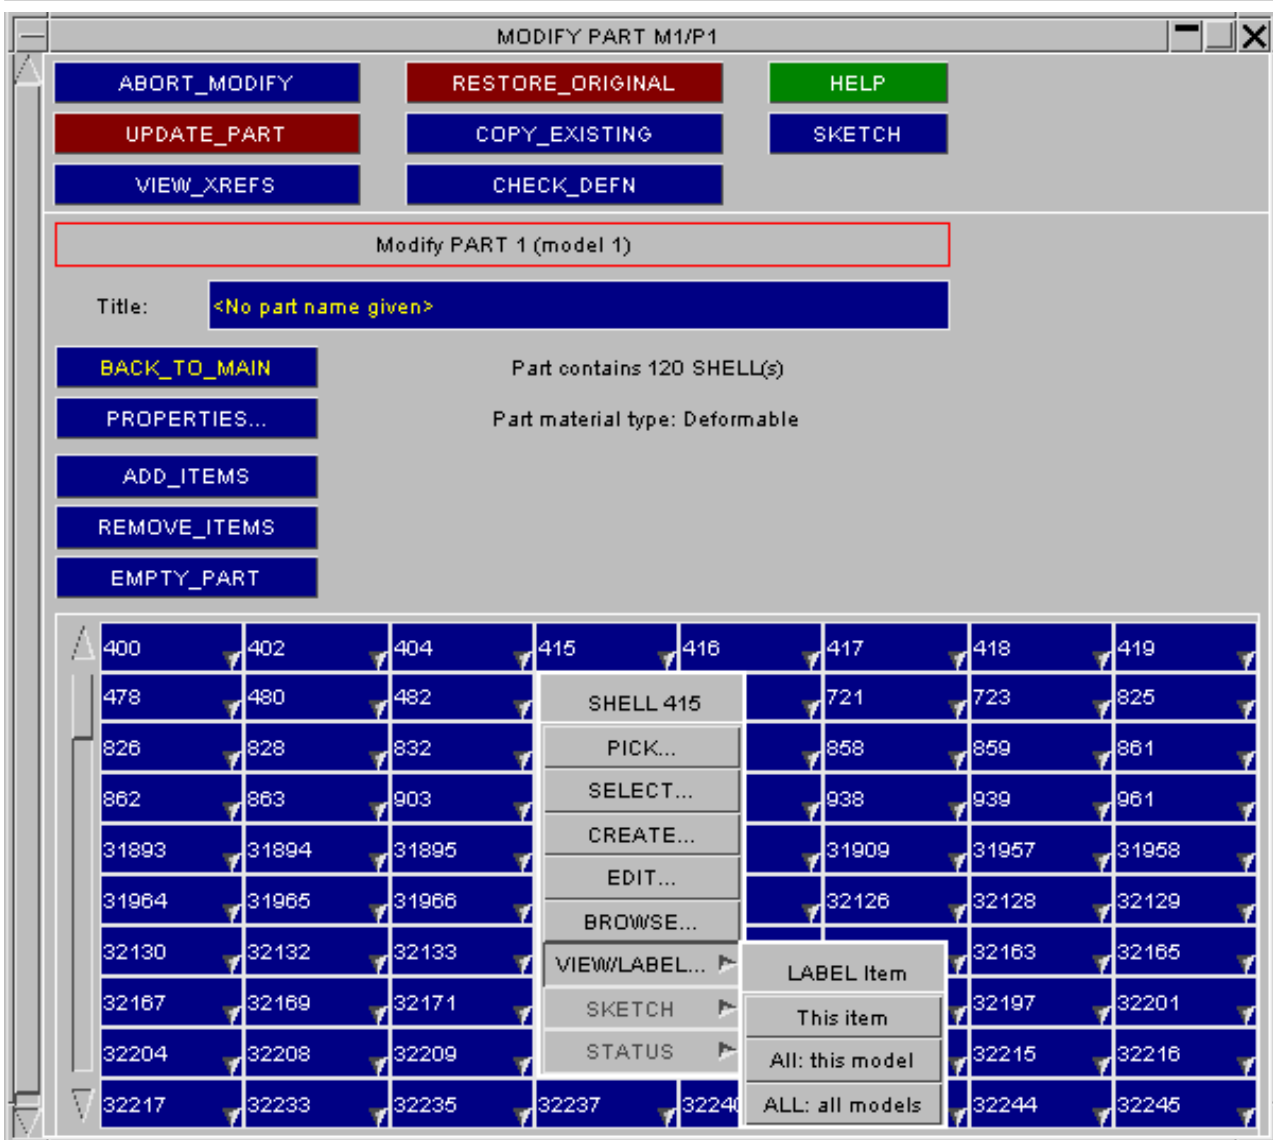 MODIFY PART M1/P1
ABORT_MODIFY RESTORE_ORIGINAL HELP
UPDATE_PART COPY_EXISTING SKETCH
VIEW_XREFS CHECK_DEFN
Modify PART 1 (model 1)
Title: <No part name given>
BACK_TO_MAIN Part contains 120 SHELL(s)
PROPERTIES... Part material type: Deformable
ADD_ITEMS
REMOVE_ITEMS
EMPTY_PART
400 402 404 415 416 417 418 419
478 480 482 SHELL 415 721 723 825
826 828 832 PICK... 858 859 861
862 863 903 SELECT... 938 939 961
CREATE...
31893 31894 31895 31909 31957 31958
EDIT...
31964 31965 31966 32126 32128 32129
BROWSE...
32130 32132 32133 VIEW/LABEL... 32163 32165
LABEL Item
32167 32169 32171 SKETCH This item 32197 32201
32204 32208 32209 STATUS All: this model 32215 32216
32217 32233 32235 32237 3224 ALL: all models 32244 32245